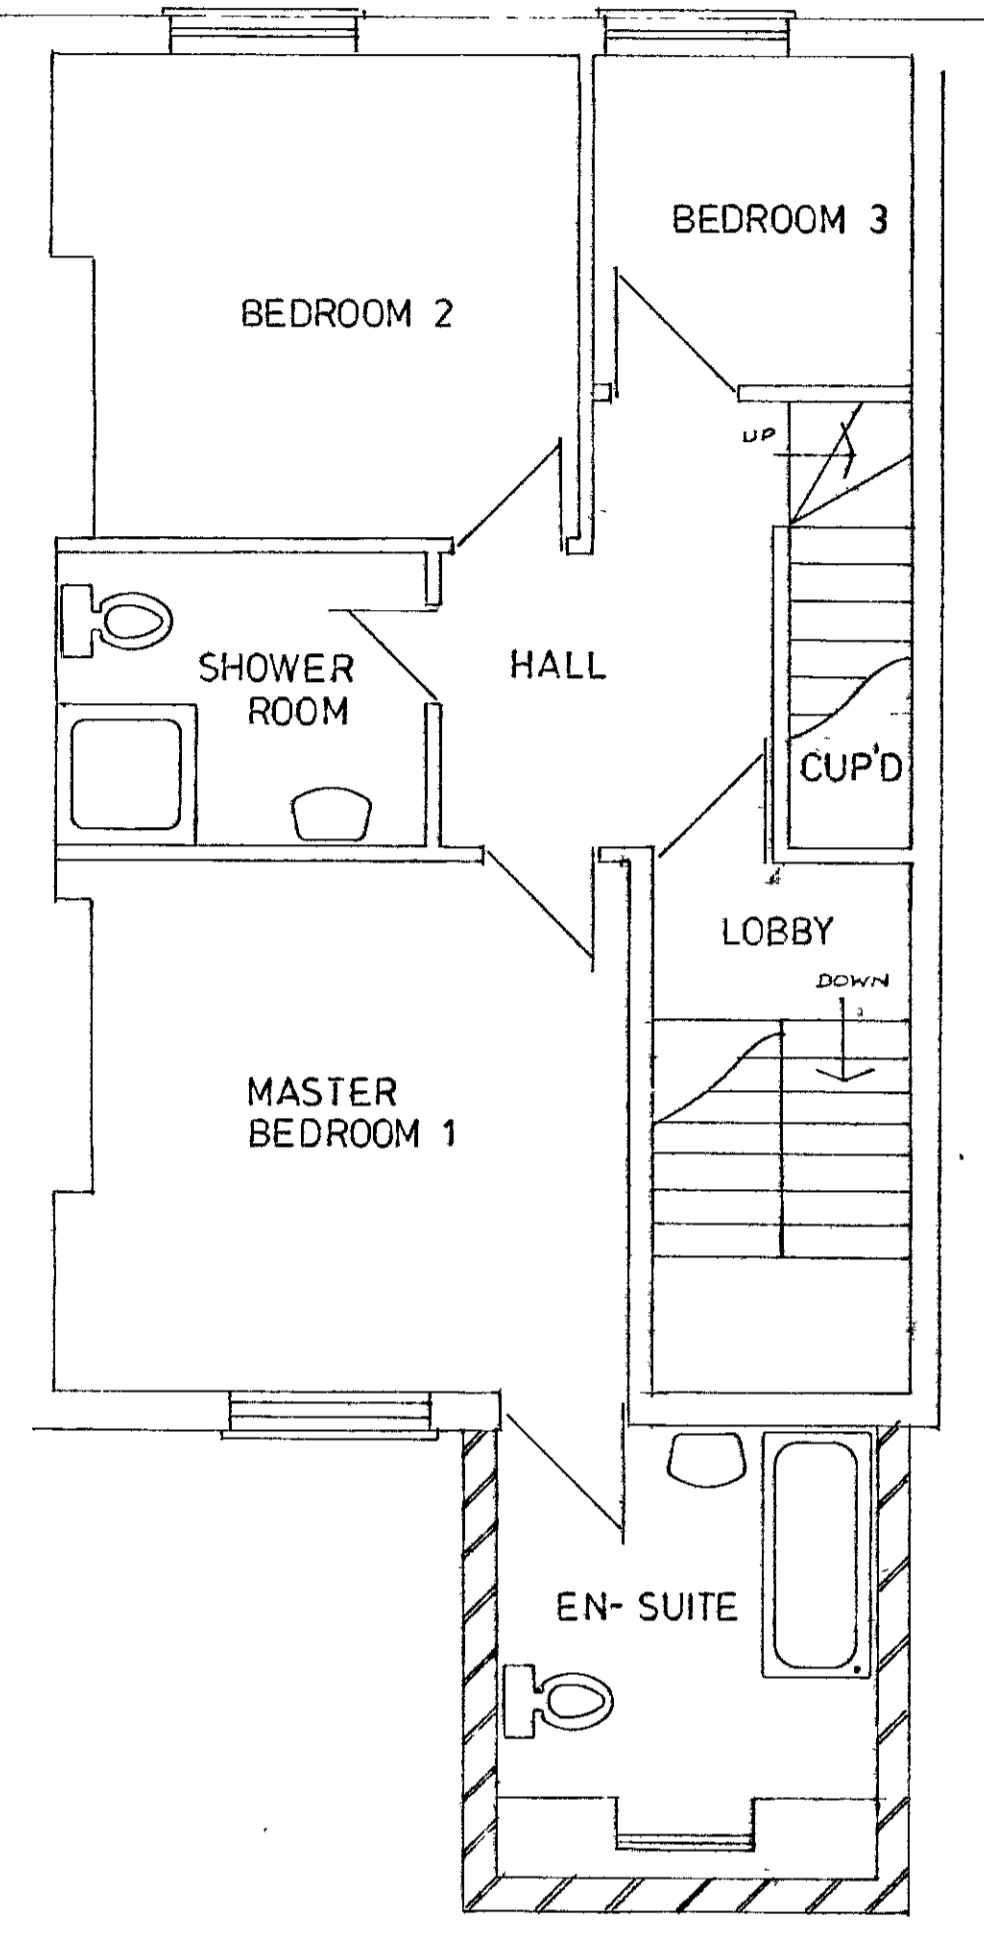 BEDROOM 3
BEDROOM 2
UP
SHOWER
ROOM
HALL
CUP'D
LOBBY
DOWN
MASTER
BEDROOM 1
EN-SUITE